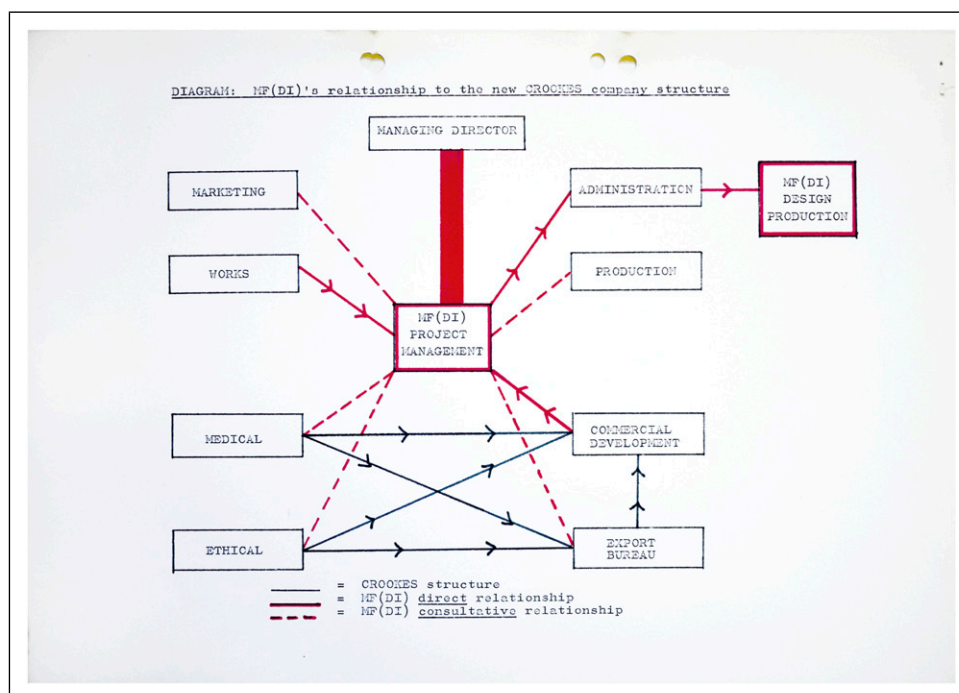 DIAGRAM: MF(DI)'s relationship to the new CROOKES company structure
MANAGING DIRECTOR
MARKETING
ADMINISTRATION
MF(DI)
DESIGN
PRODUCTION
WORKS
PRODUCTION
MF(DI)
PROJECT
MANAGEMENT
MEDICAL
COMMERCIAL
DEVELOPMENT
ETHICAL
EXPORT
BUREAU
= CROOKES structure
= MF(DI) direct relationship
= MF(DI) consultative relationship